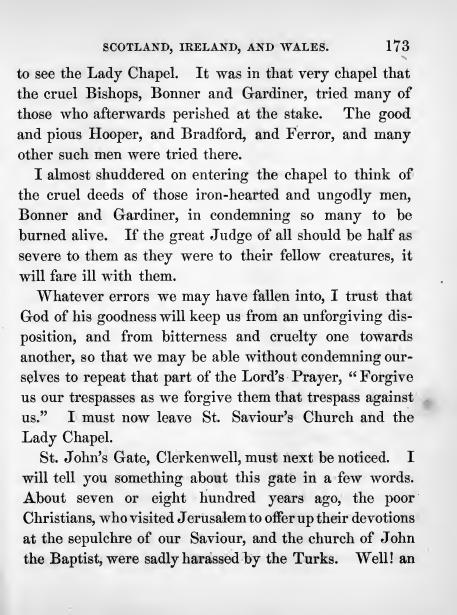 SCOTLAND, IRELAND, AND WALES. 173
to see the Lady Chapel. It was in that very chapel that
the cruel Bishops, Bonner and Gardiner, tried many of
those who afterwards perished at the stake. The good
and pious Hooper, and Bradford, and Ferror, and many
other such men were tried there.
I almost shuddered on entering the chapel to think of
the cruel deeds of those iron-hearted and ungodly men,
Bonner and Gardiner, in condemning so many to be
burned alive. If the great Judge of all should be half as
severe to them as they were to their fellow creatures, it
will fare ill with them.
Whatever errors we may have fallen into, I trust that
God of his goodness will keep us from an unforgiving dis-
position, and from bitterness and cruelty one towards
another, so that we may be able without condemning our-
selves to repeat that part of the Lord's Prayer, "Forgive
us our trespasses as we forgive them that trespass against
us." I must now leave St. Saviour's Church and the
Lady Chapel.
St. John's Gate, Clerkenwell, must next be noticed. I
will tell you something about this gate in a few words.
About seven or eight hundred years ago, the poor
Christians, who visited Jerusalem to offer up their devotions
at the sepulchre of our Saviour, and the church of John
the Baptist, were sadly harassed by the Turks. Well! an